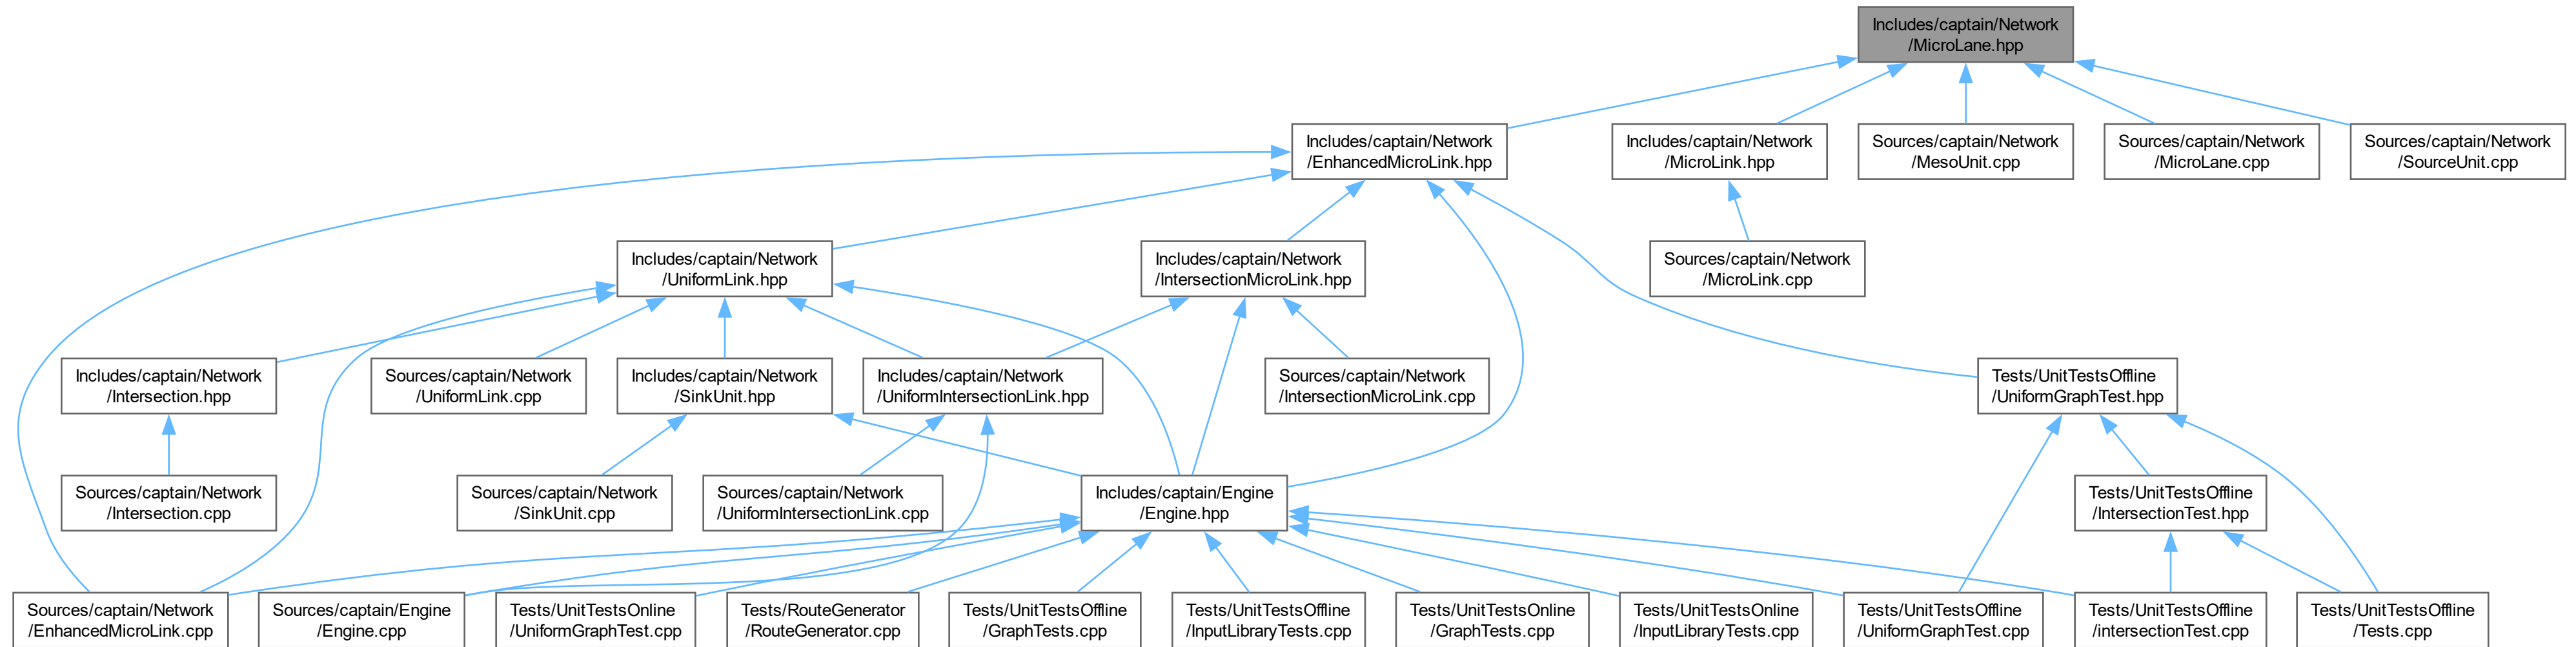 Includes/captain/Network
/MicroLane.hpp
Includes/captain/Network
/EnhancedMicroLink.hpp
Includes/captain/Network
/MicroLink.hpp
Sources/captain/Network
/MesoUnit.cpp
Sources/captain/Network
/MicroLane.cpp
Sources/captain/Network
/SourceUnit.cpp
Includes/captain/Network
/UniformLink.hpp
Includes/captain/Network
/IntersectionMicroLink.hpp
Sources/captain/Network
/MicroLink.cpp
Includes/captain/Network
/Intersection.hpp
Sources/captain/Network
/UniformLink.cpp
Includes/captain/Network
/SinkUnit.hpp
Includes/captain/Network
/UniformIntersectionLink.hpp
Sources/captain/Network
/IntersectionMicroLink.cpp
Tests/UnitTestsOffline
/UniformGraphTest.hpp
Sources/captain/Network
/Intersection.cpp
Sources/captain/Network
/SinkUnit.cpp
Sources/captain/Network
/UniformIntersectionLink.cpp
Includes/captain/Engine
/Engine.hpp
Tests/UnitTestsOffline
/IntersectionTest.hpp
Sources/captain/Network
/EnhancedMicroLink.cpp
Sources/captain/Engine
/Engine.cpp
Tests/UnitTestsOnline
/UniformGraphTest.cpp
Tests/RouteGenerator
/RouteGenerator.cpp
Tests/UnitTestsOffline
/GraphTests.cpp
Tests/UnitTestsOffline
/InputLibraryTests.cpp
Tests/UnitTestsOnline
/GraphTests.cpp
Tests/UnitTestsOnline
/InputLibraryTests.cpp
Tests/UnitTestsOffline
/UniformGraphTest.cpp
Tests/UnitTestsOffline
/intersectionTest.cpp
Tests/UnitTestsOffline
/Tests.cpp